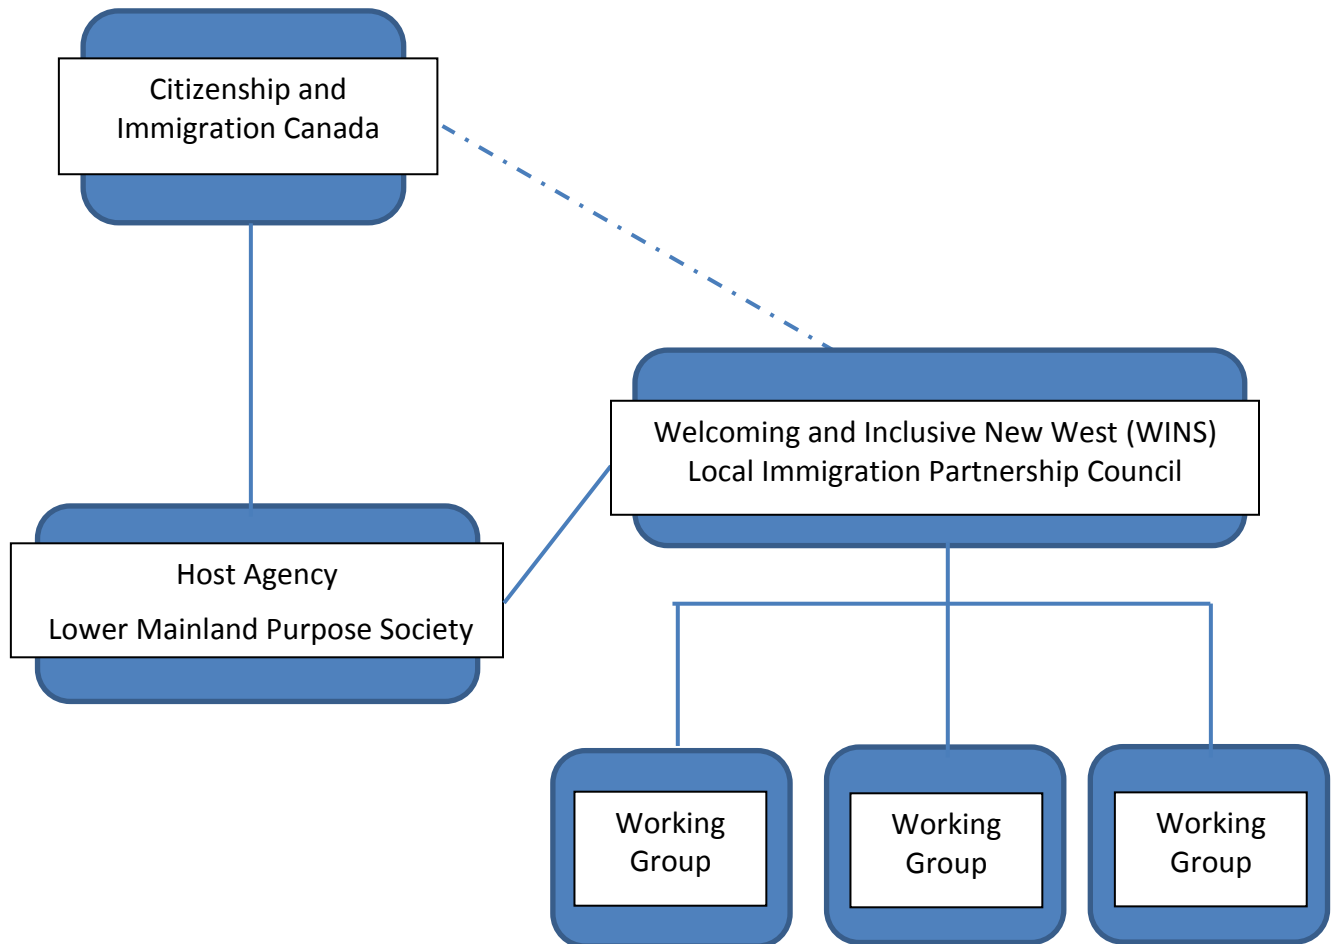 Citizenship and
Immigration Canada
Welcoming and Inclusive New West (WINS)
Local Immigration Partnership Council
Host Agency
Lower Mainland Purpose Society
Working
Group
Working
Group
Working
Group